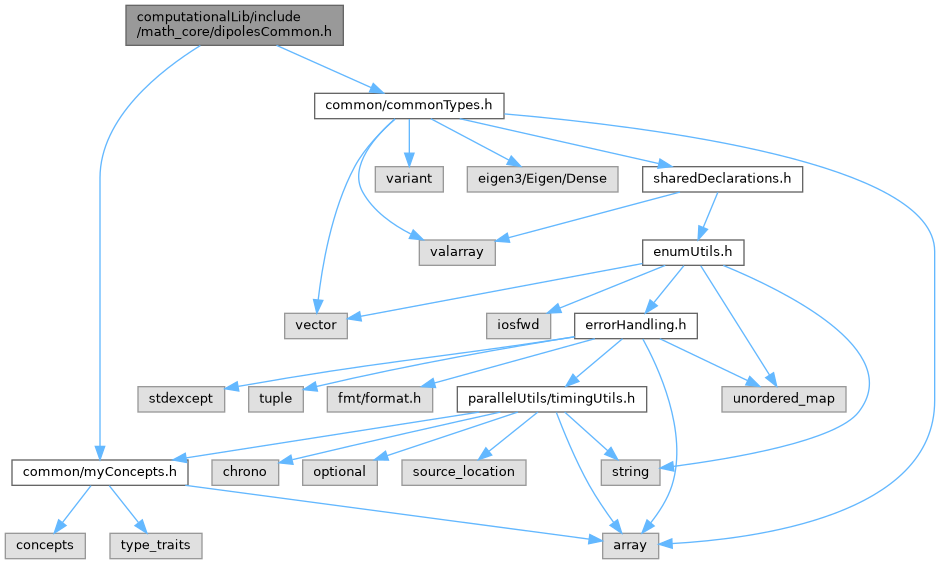 computationalLib/include
/math_core/dipolesCommon.h
common/commonTypes.h
variant
eigen3/Eigen/Dense
sharedDeclarations.h
valarray
enumUtils.h
vector
iosfwd
errorHandling.h
stdexcept
tuple
fmt/format.h
parallelUtils/timingUtils.h
unordered_map
common/myConcepts.h
chrono
optional
source_location
string
concepts
type_traits
array